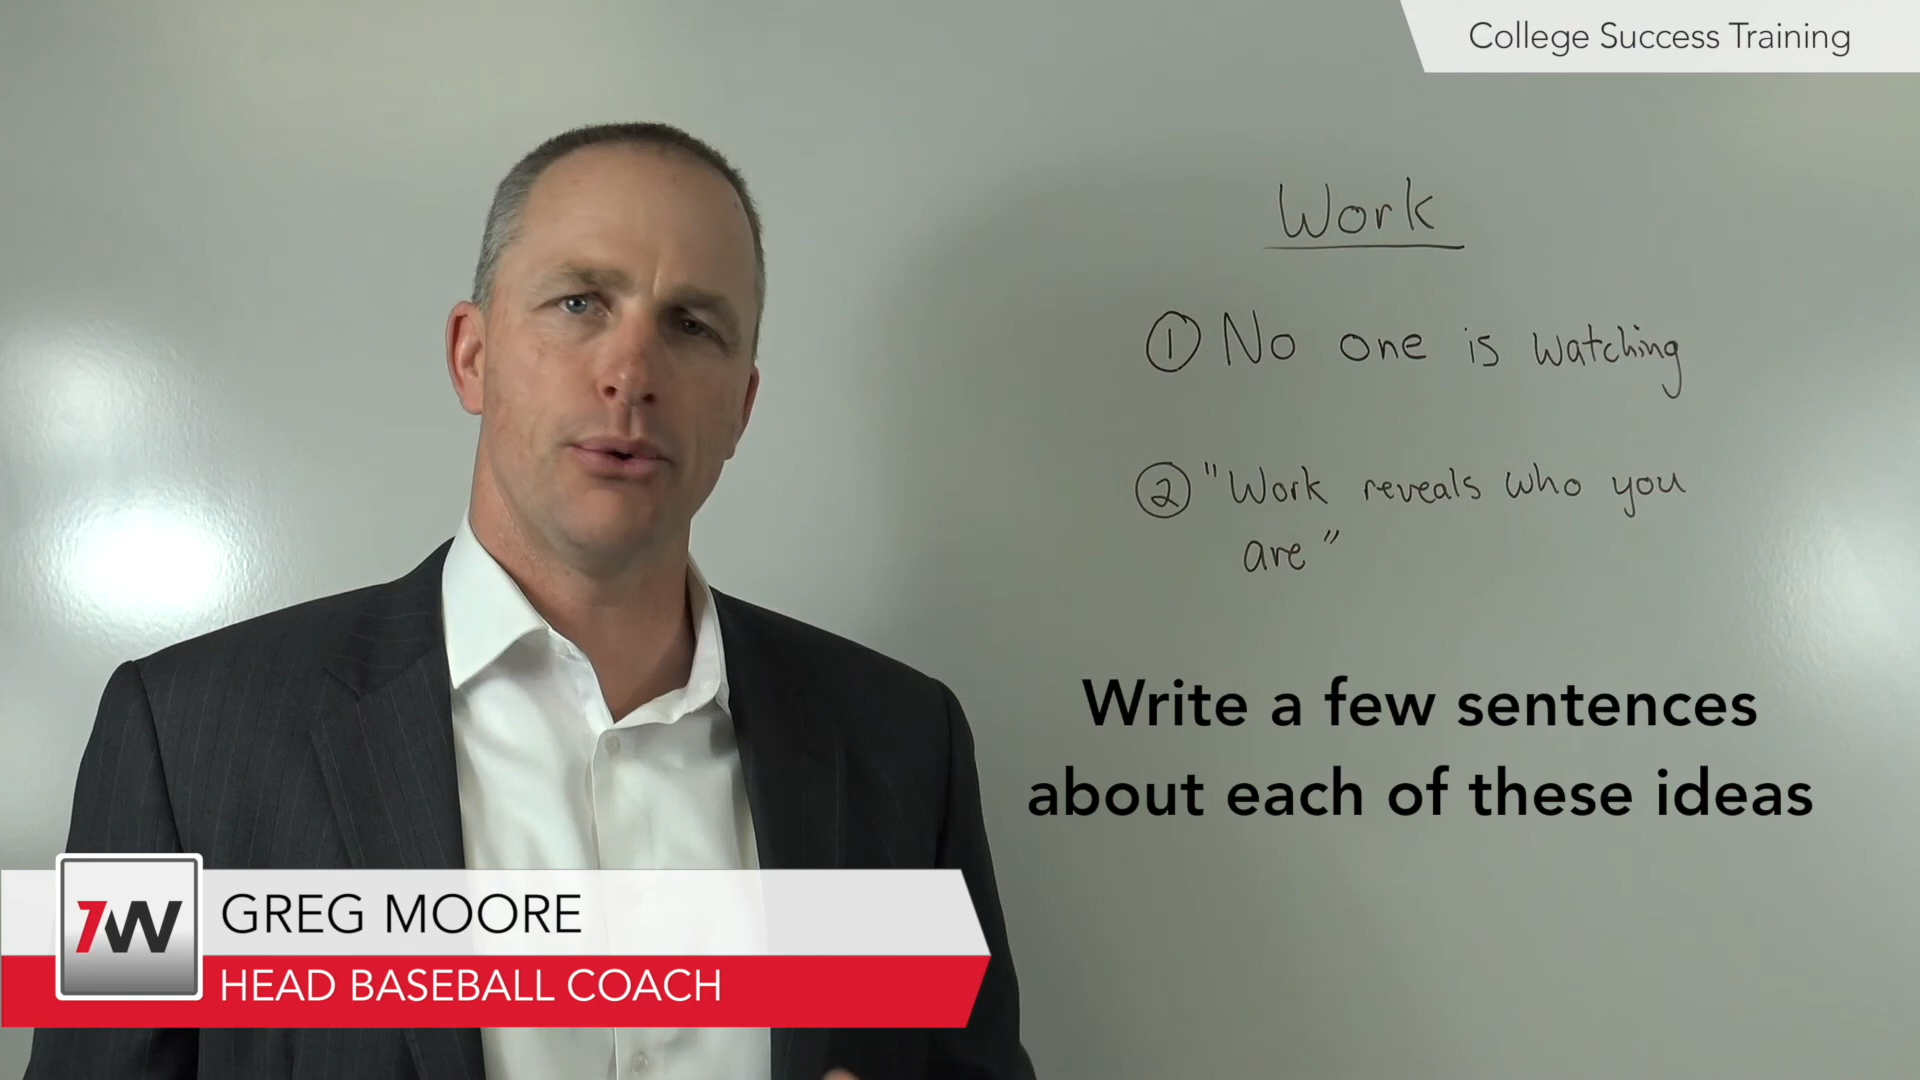 College Success Training
Work
① No one is watching
② "Work reveals who you
are"
Write a few sentences
about each of these ideas
1W
GREG MOORE
HEAD BASEBALL COACH